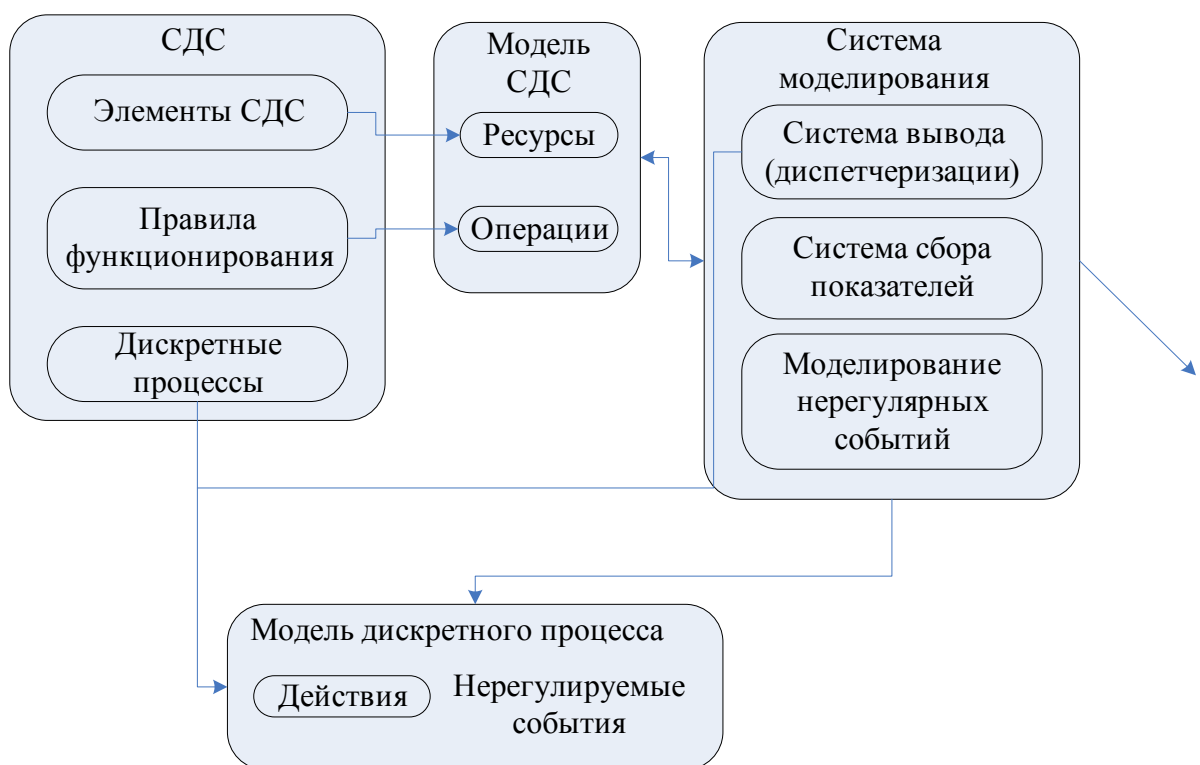 СДС
Элементы СДС
Правила
функционирования
Дискретные
процессы
Модель
СДС
Ресурсы
Операции
Система
моделирования
Система вывода
(диспетчеризации)
Система сбора
показателей
Моделирование
нерегулярных
событий
Модель дискретного процесса
Действия
Нерегулируемые
события